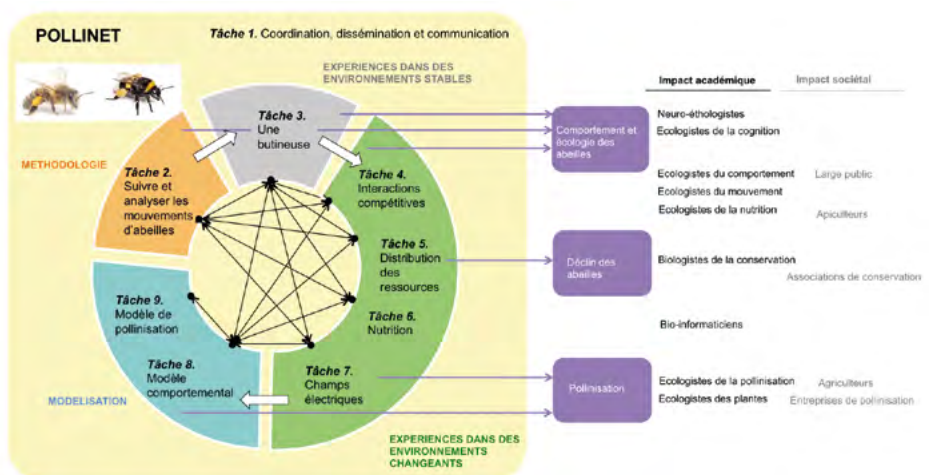 POLLINET
Tâche 1. Coordination, dissémination et communication
EXPERIENCES DANS DES
ENVIRONNEMENTS STABLES
Tâche 3.
Une
butineuse
METHODOLOGIE
Tâche 2.
Suivre et
analyser les
mouvements
d'abeilles
Tâche 4.
Interactions
compétitives
Tâche 5.
Distribution
des
ressources
Tâche 6.
Nutrition
Tâche 7.
Champs
électriques
Tâche 9.
Modèle de
pollinisation
Tâche 8.
Modèle
comportemental
MODELISATION
EXPERIENCES DANS DES
ENVIRONNEMENTS
CHANGEANTS
Comportement et
écologie des
abeilles
Déclin des
abeilles
Pollinisation
Impact académique
Impact sociétal
Neuro-éthologistes
Ecologistes de la cognition
Ecologistes du comportement
Large public
Ecologistes du mouvement
Ecologistes de la nutrition
Apiculteurs
Biologistes de la conservation
Associations de conservation
Bio-informaticiens
Ecologistes de la pollinisation
Agriculteurs
Ecologistes des plantes
Entreprises de pollinisation